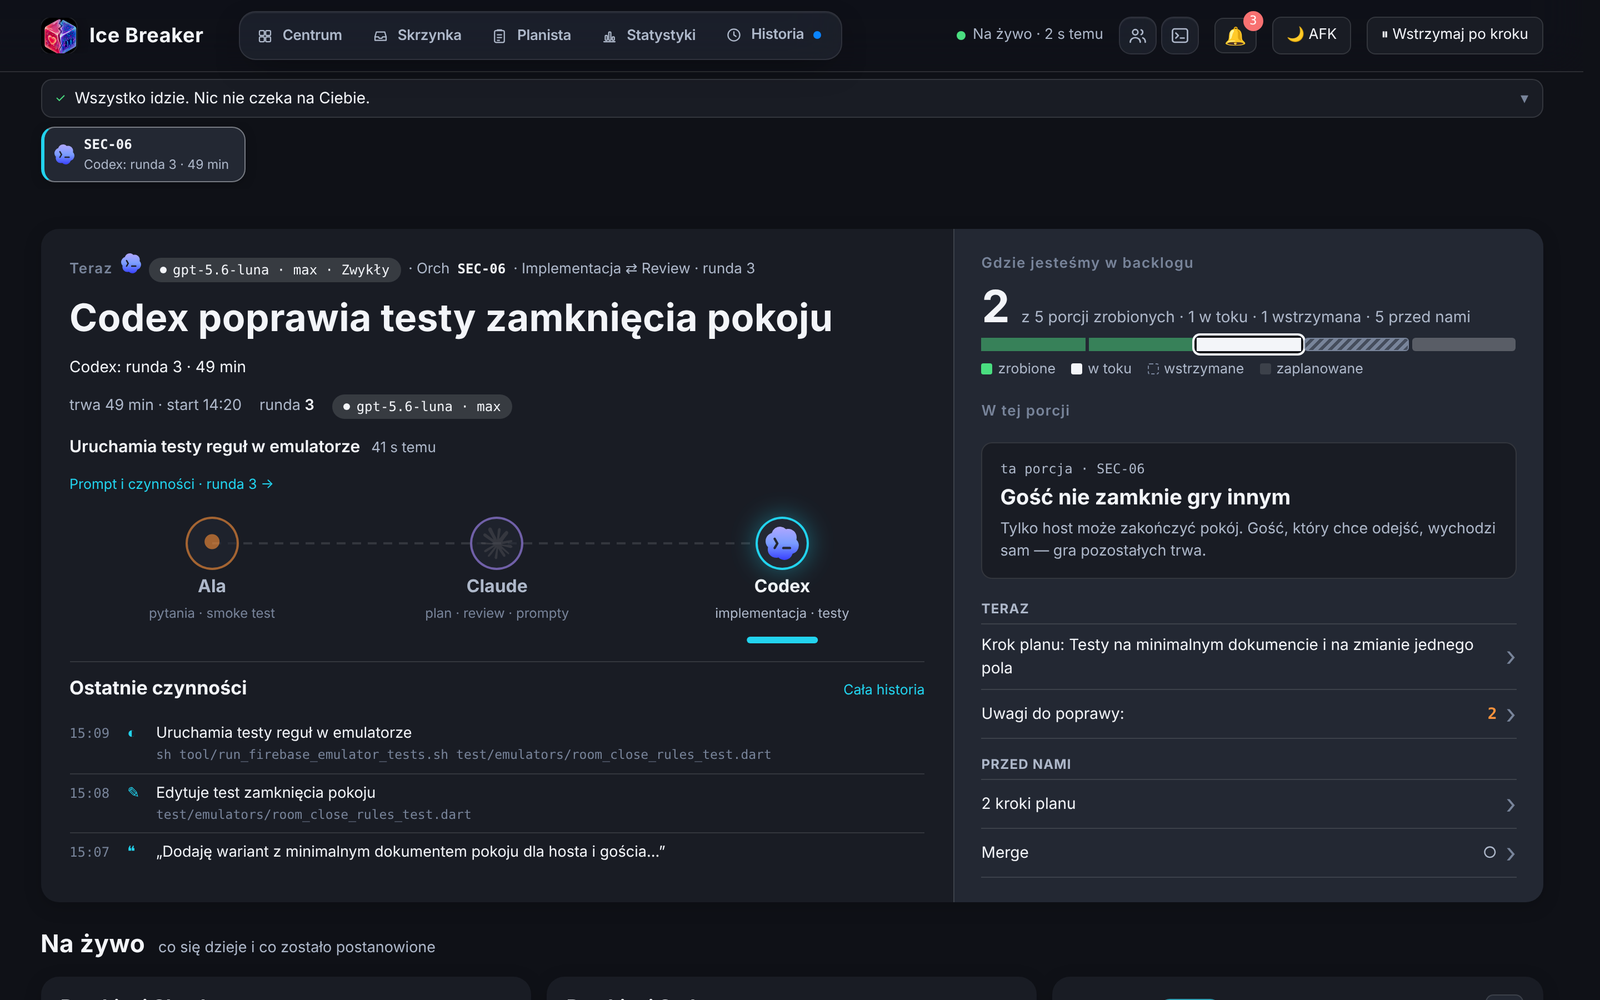 Ice Breaker
Centrum
Skrzynka
Planista
Statystyki
Historia
Na żywo · 2 s temu
3
AFK
Wstrzymaj po kroku
Wszystko idzie. Nic nie czeka na Ciebie.
SEC-06
Codex: runda 3 · 49 min
Teraz
gpt-5.6-luna · max · Zwykły
· Orch SEC-06 · Implementacja ⇄ Review · runda 3
Codex poprawia testy zamknięcia pokoju
Codex: runda 3 · 49 min
trwa 49 min · start 14:20 runda 3 gpt-5.6-luna · max
Uruchamia testy reguł w emulatorze 41 s temu
Prompt i czynności · runda 3 →
Ala
pytania · smoke test
Claude
plan · review · prompty
Codex
implementacja · testy
Ostatnie czynności
Cała historia
15:09 Uruchamia testy reguł w emulatorze
sh tool/run_firebase_emulator_tests.sh test/emulators/room_close_rules_test.dart
15:08 Edytuje test zamknięcia pokoju
test/emulators/room_close_rules_test.dart
15:07 „Dodaję wariant z minimalnym dokumentem pokoju dla hosta i gościa…”
Gdzie jesteśmy w backlogu
2 z 5 porcji zrobionych · 1 w toku · 1 wstrzymana · 5 przed nami
zrobione
w toku
wstrzymane
zaplanowane
W tej porcji
ta porcja · SEC-06
Gość nie zamknie gry innym
Tylko host może zakończyć pokój. Gość, który chce odejść, wychodzi
sam — gra pozostałych trwa.
TERAZ
Krok planu: Testy na minimalnym dokumencie i na zmianie jednego
pola
Uwagi do poprawy: 2
PRZED NAMI
2 kroki planu
Merge
Na żywo co się dzieje i co zostało postanowione